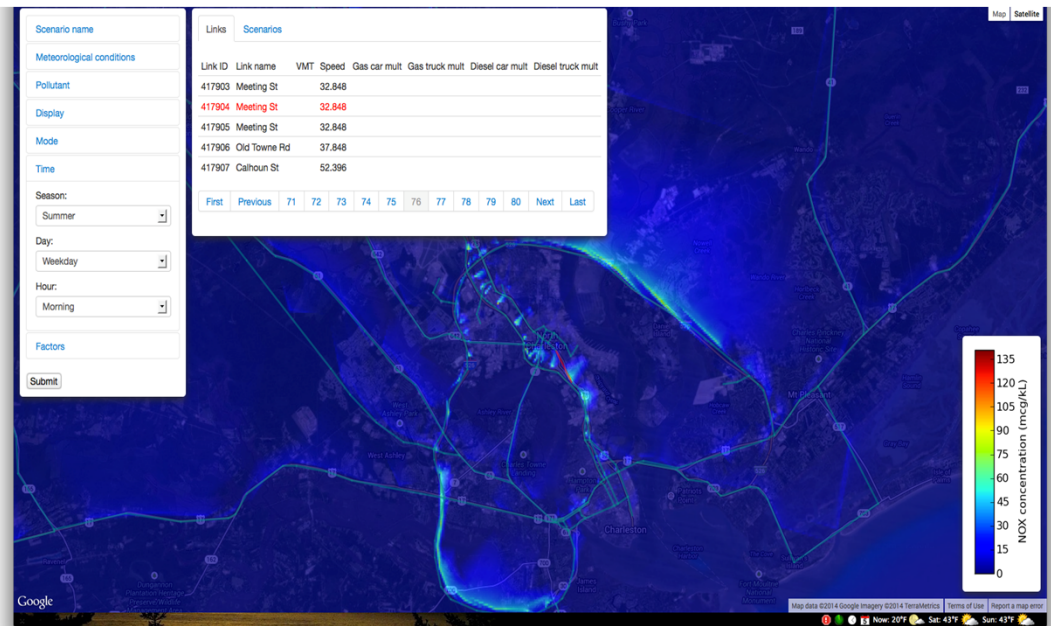 Scenario name
Meteorological conditions
Pollutant
Display
Mode
Time
Season:
Summer
Day:
Weekday
Hour:
Morning
Factors
Submit
Links Scenarios
Link ID Link name VMT Speed Gas car mult Gas truck mult Diesel car mult Diesel truck mult
417903 Meeting St 32.848
417904 Meeting St 32.848
417905 Meeting St 32.848
417906 Old Towne Rd 37.848
417907 Calhoun St 52.396
First Previous 71 72 73 74 75 76 77 78 79 80 Next Last
Map Satellite
Mt Pleasant
West Ashley
Charleston
James Island
135
120
105
90
75
60
45
30
15
0
NOX concentration (mcg/kL)
Google
Map data ©2014 Google Imagery ©2014 TerraMetrics Terms of Use Report a map error
Now: 20°F Sat: 43°F Sun: 43°F